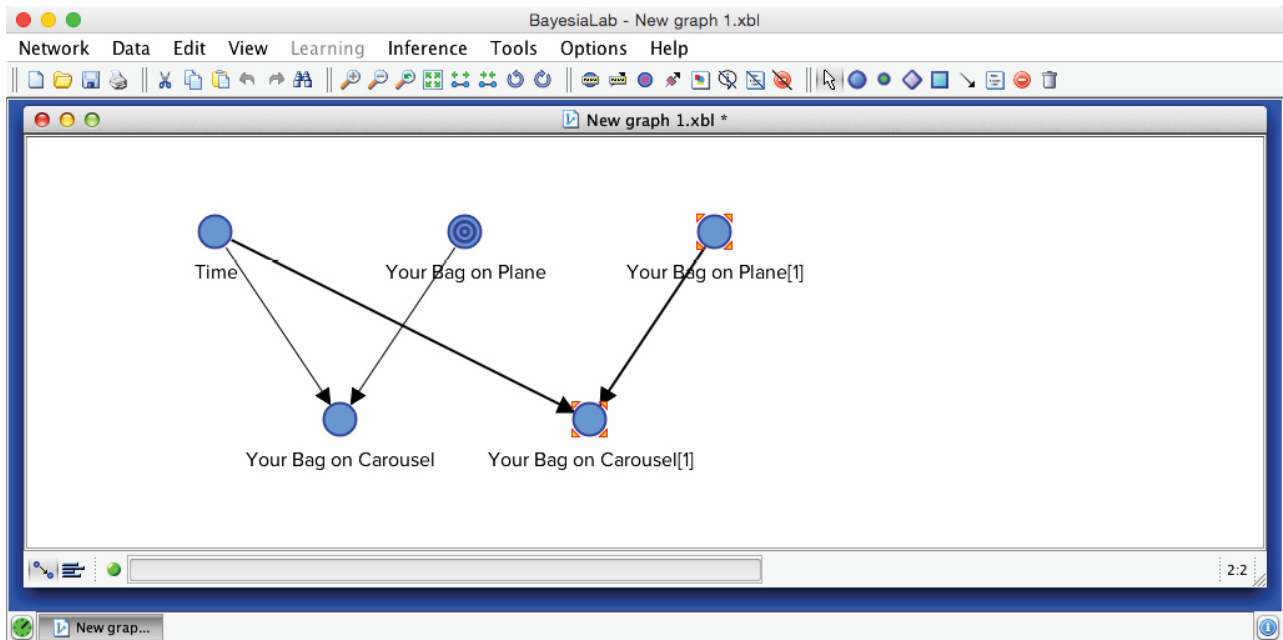 BayesiaLab - New graph 1.xbl
Network Data Edit View Learning Inference Tools Options Help
New graph 1.xbl *
Time
Your Bag on Plane
Your Bag on Plane[1]
Your Bag on Carousel
Your Bag on Carousel[1]
2:2
New grap...